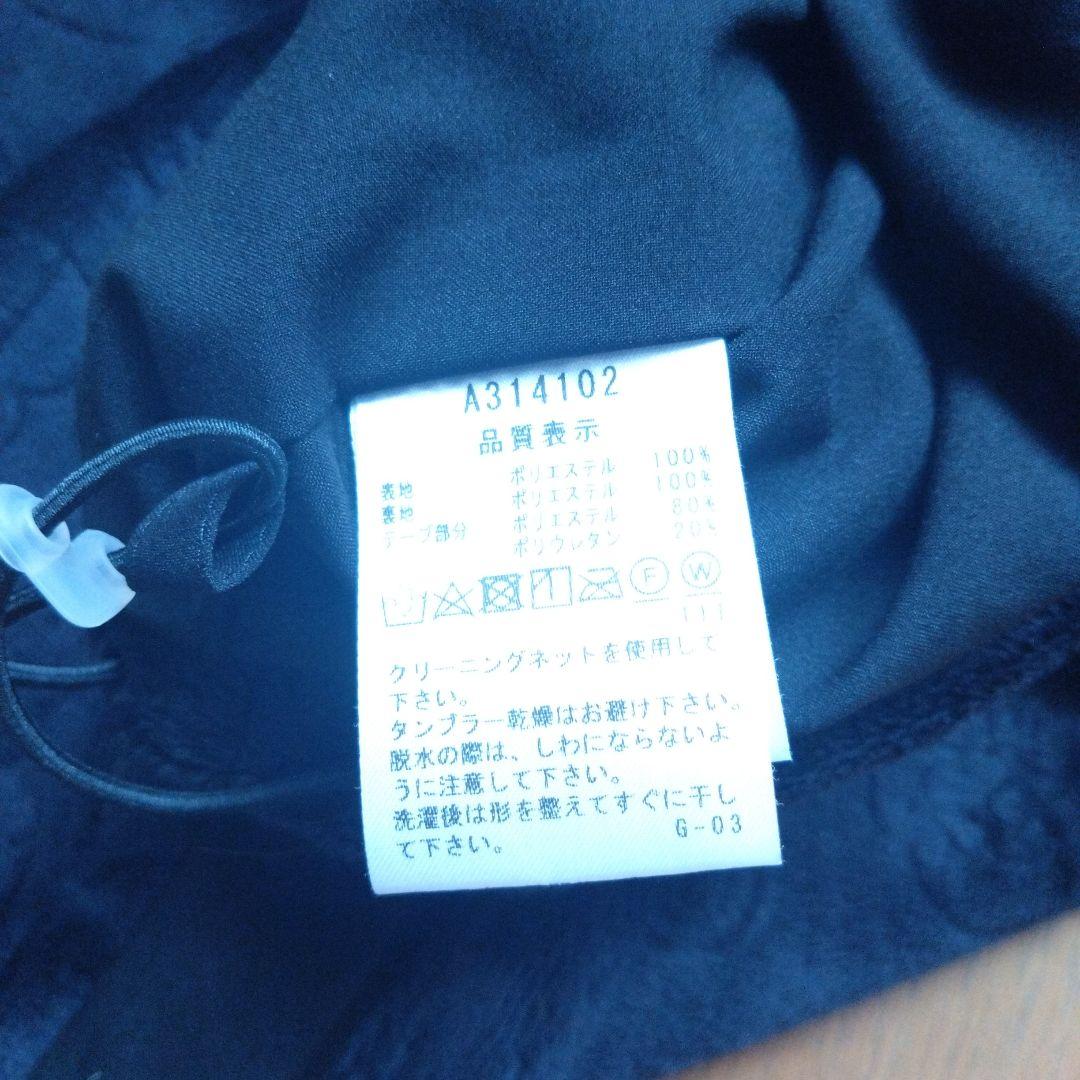 A314102
品質表示
表地 ポリエステル 100%
裏地 ポリエステル 100%
テープ部分 ポリエステル 80%
ポリウレタン 20%
F W
クリーニングネットを使用して
下さい。
タンブラー乾燥はお避け下さい。
脱水の際は、しわにならないよ
うに注意して下さい。
洗濯後は形を整えてすぐに干し
て下さい。
G-03